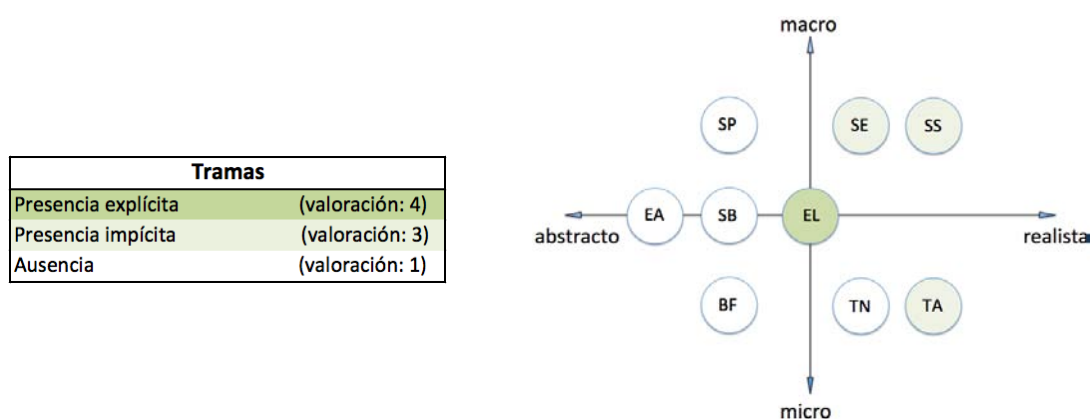 Tramas
Presencia explícita (valoración: 4)
Presencia impícita (valoración: 3)
Ausencia (valoración: 1)
macro
SP SE SS
EA SB EL
abstracto realista
BF TN TA
micro